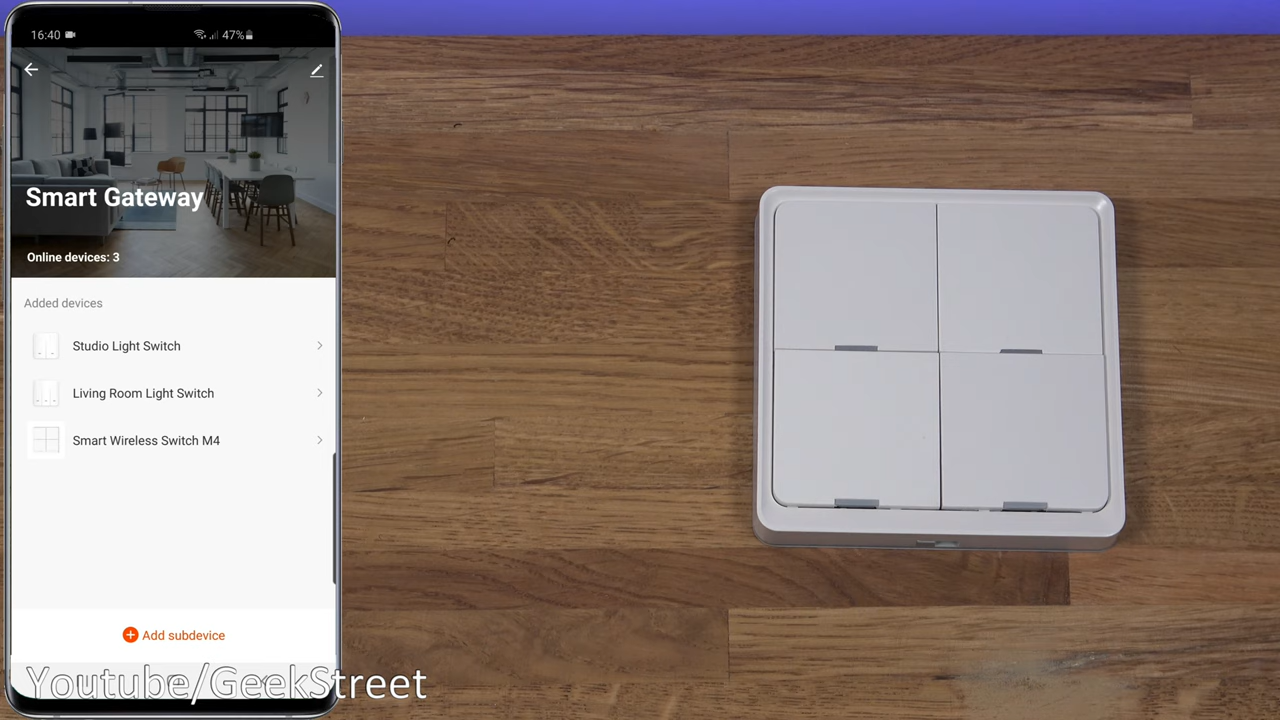 16:40
47%
Smart Gateway
Online devices: 3
Added devices
Studio Light Switch
Living Room Light Switch
Smart Wireless Switch M4
Add subdevice
Youtube/GeekStreet